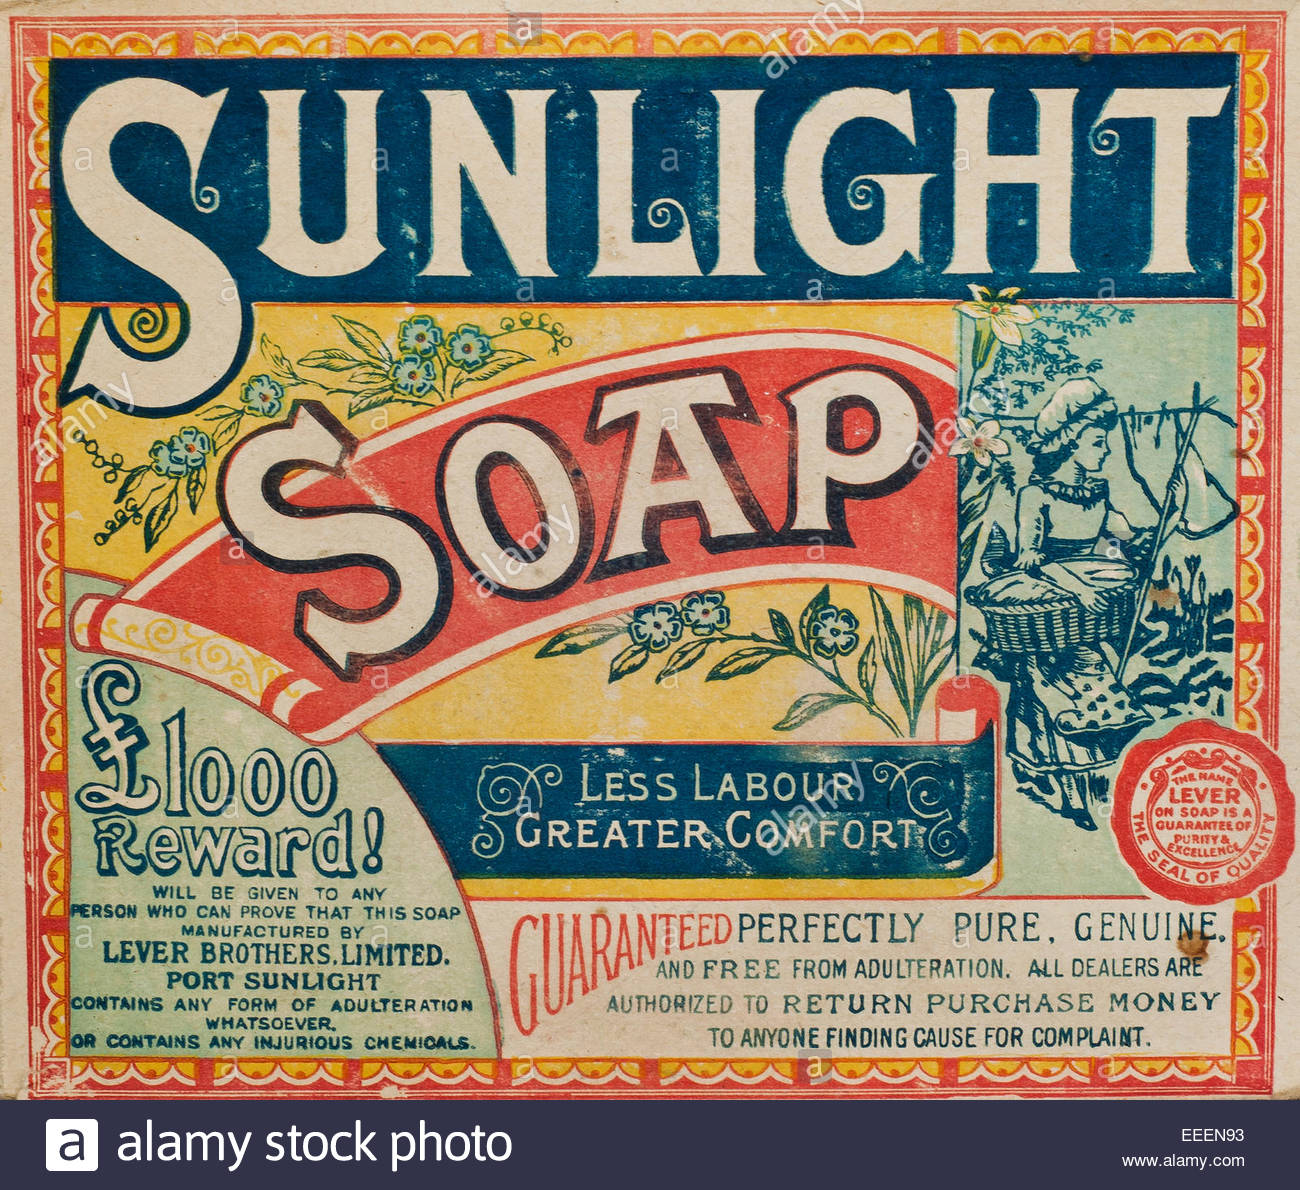 SUNLIGHT
SOAP
£1000
Reward!
WILL BE GIVEN TO ANY
PERSON WHO CAN PROVE THAT THIS SOAP
MANUFACTURED BY
LEVER BROTHERS, LIMITED.
PORT SUNLIGHT
CONTAINS ANY FORM OF ADULTERATION
WHATSOEVER,
OR CONTAINS ANY INJURIOUS CHEMICALS.
LESS LABOUR
GREATER COMFORT
THE NAME
LEVER
ON SOAP IS A
GUARANTEE OF
PURITY &
EXCELLENCE
THE SEAL OF QUALITY
GUARANTEED PERFECTLY PURE, GENUINE,
AND FREE FROM ADULTERATION. ALL DEALERS ARE
AUTHORIZED TO RETURN PURCHASE MONEY
TO ANYONE FINDING CAUSE FOR COMPLAINT.
a alamy stock photo
EEEN93
www.alamy.com